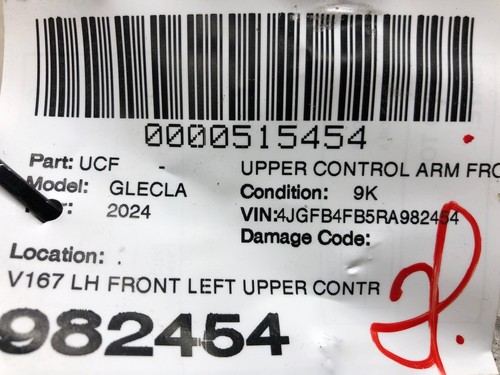 0000515454
Part: UCF - UPPER CONTROL ARM FRO
Model: GLECLA Condition: 9K
2024 VIN:4JGFB4FB5RA982454
Damage Code:
Location: .
V167 LH FRONT LEFT UPPER CONTR
982454